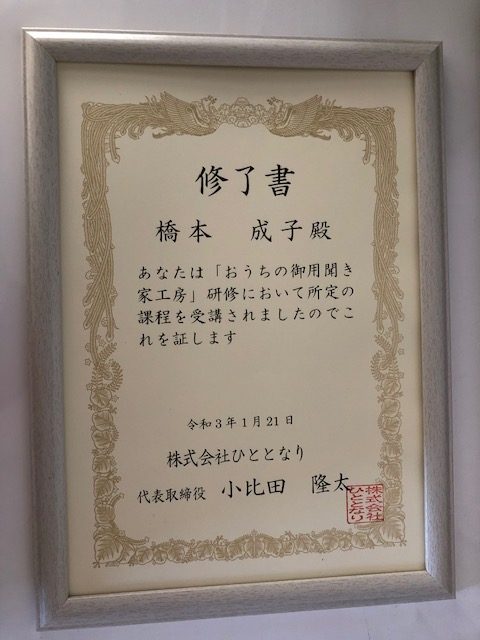 修了書
橋本 成子殿
あなたは「おうちの御用聞き
家工房」研修において所定の
課程を受講されましたのでこ
れを証します
令和3年1月21日
株式会社ひととなり
代表取締役 小比田 隆太
株式会社
ひととなり